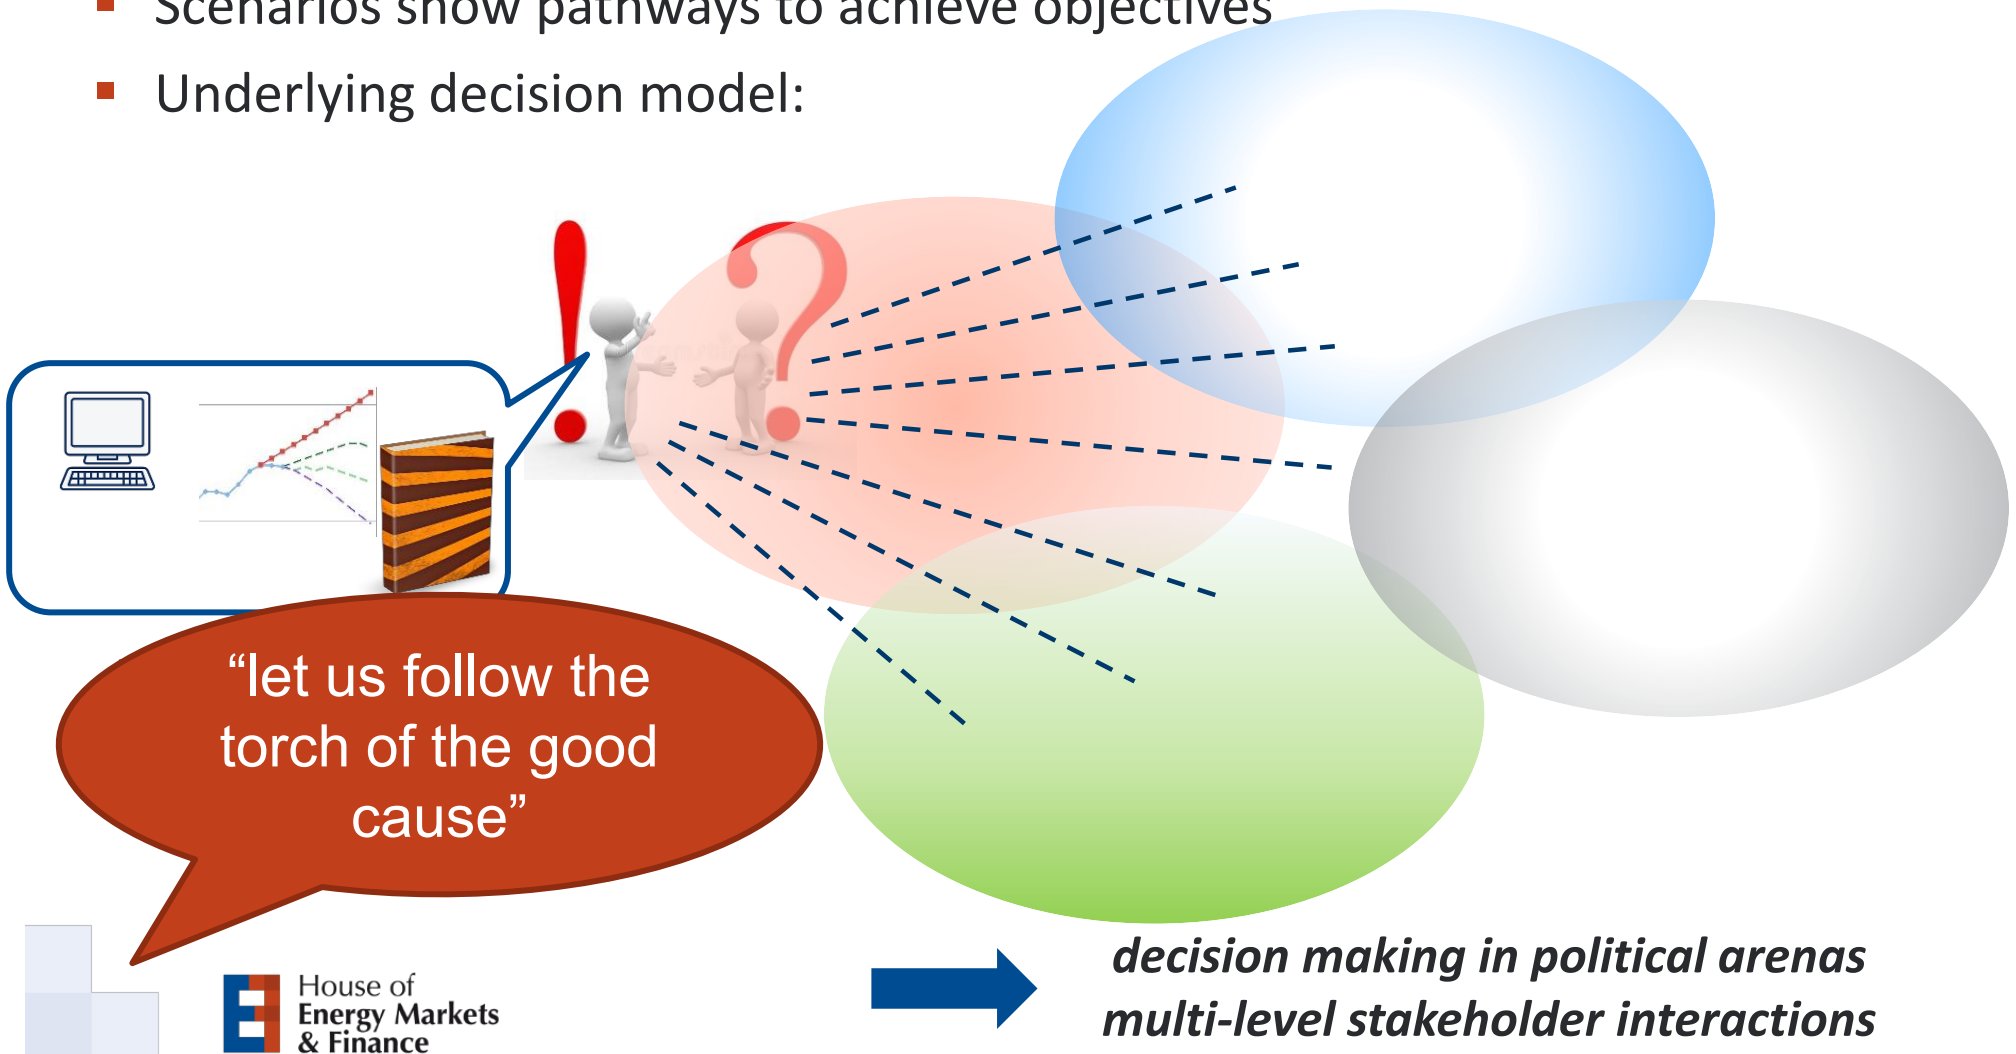 Scenarios show pathways to achieve objectives
Underlying decision model:
“let us follow the
torch of the good
cause”
House of
Energy Markets
& Finance
decision making in political arenas
multi-level stakeholder interactions